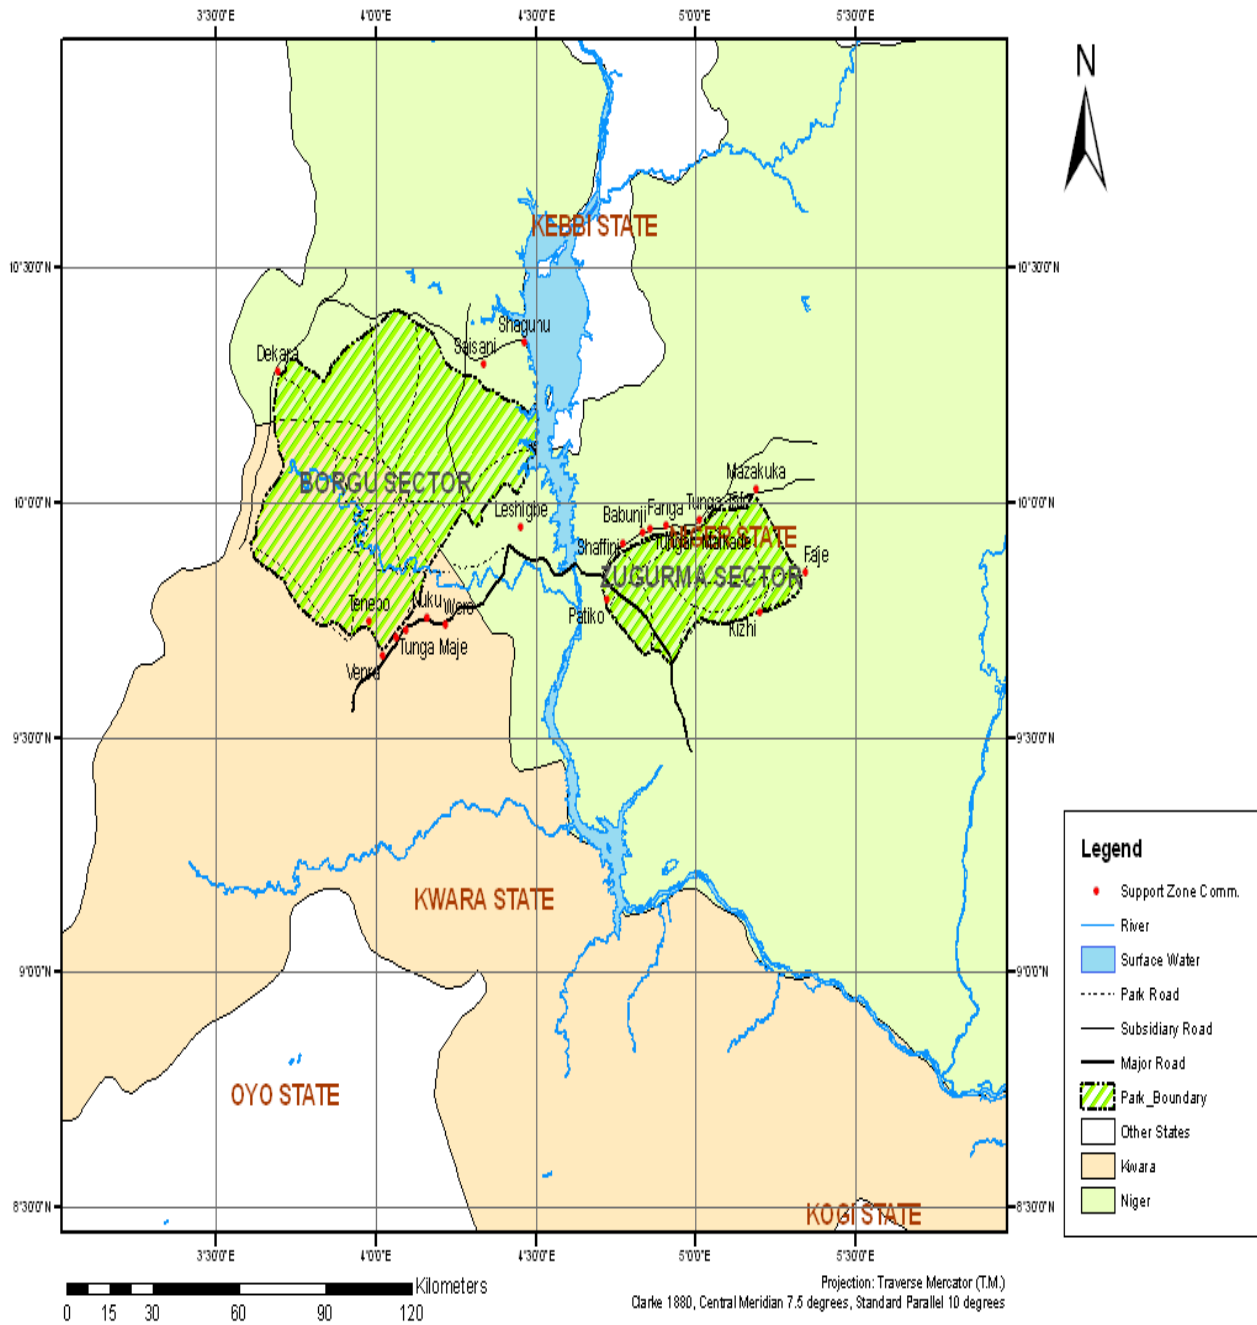 3°30'0"E 4°0'0"E 4°30'0"E 5°0'0"E 5°30'0"E
N
KEBBI STATE
10°30'0"N 10°30'0"N
Shagunu
Saisani
Dekara
Mazakuka
BORGU SECTOR
10°0'0"N 10°0'0"N
Leshigbe
Babunji
Fanga
Tunga
NIGER STATE
Shaffini
Faje
ZUGURMA SECTOR
Tenebo
Patiko
Kizhi
Nuku
Woro
Tunga Maje
Venra
9°30'0"N 9°30'0"N
KWARA STATE
9°0'0"N 9°0'0"N
OYO STATE
8°30'0"N 8°30'0"N
KOGI STATE
3°30'0"E 4°0'0"E 4°30'0"E 5°0'0"E 5°30'0"E
Legend
Support Zone Comm.
River
Surface Water
Park Road
Subsidiary Road
Major Road
Park_Boundary
Other States
Kwara
Niger
Kilometers
0 15 30 60 90 120
Projection: Traverse Mercator (T.M.)
Clarke 1880, Central Meridian 7.5 degrees, Standard Parallel 10 degrees